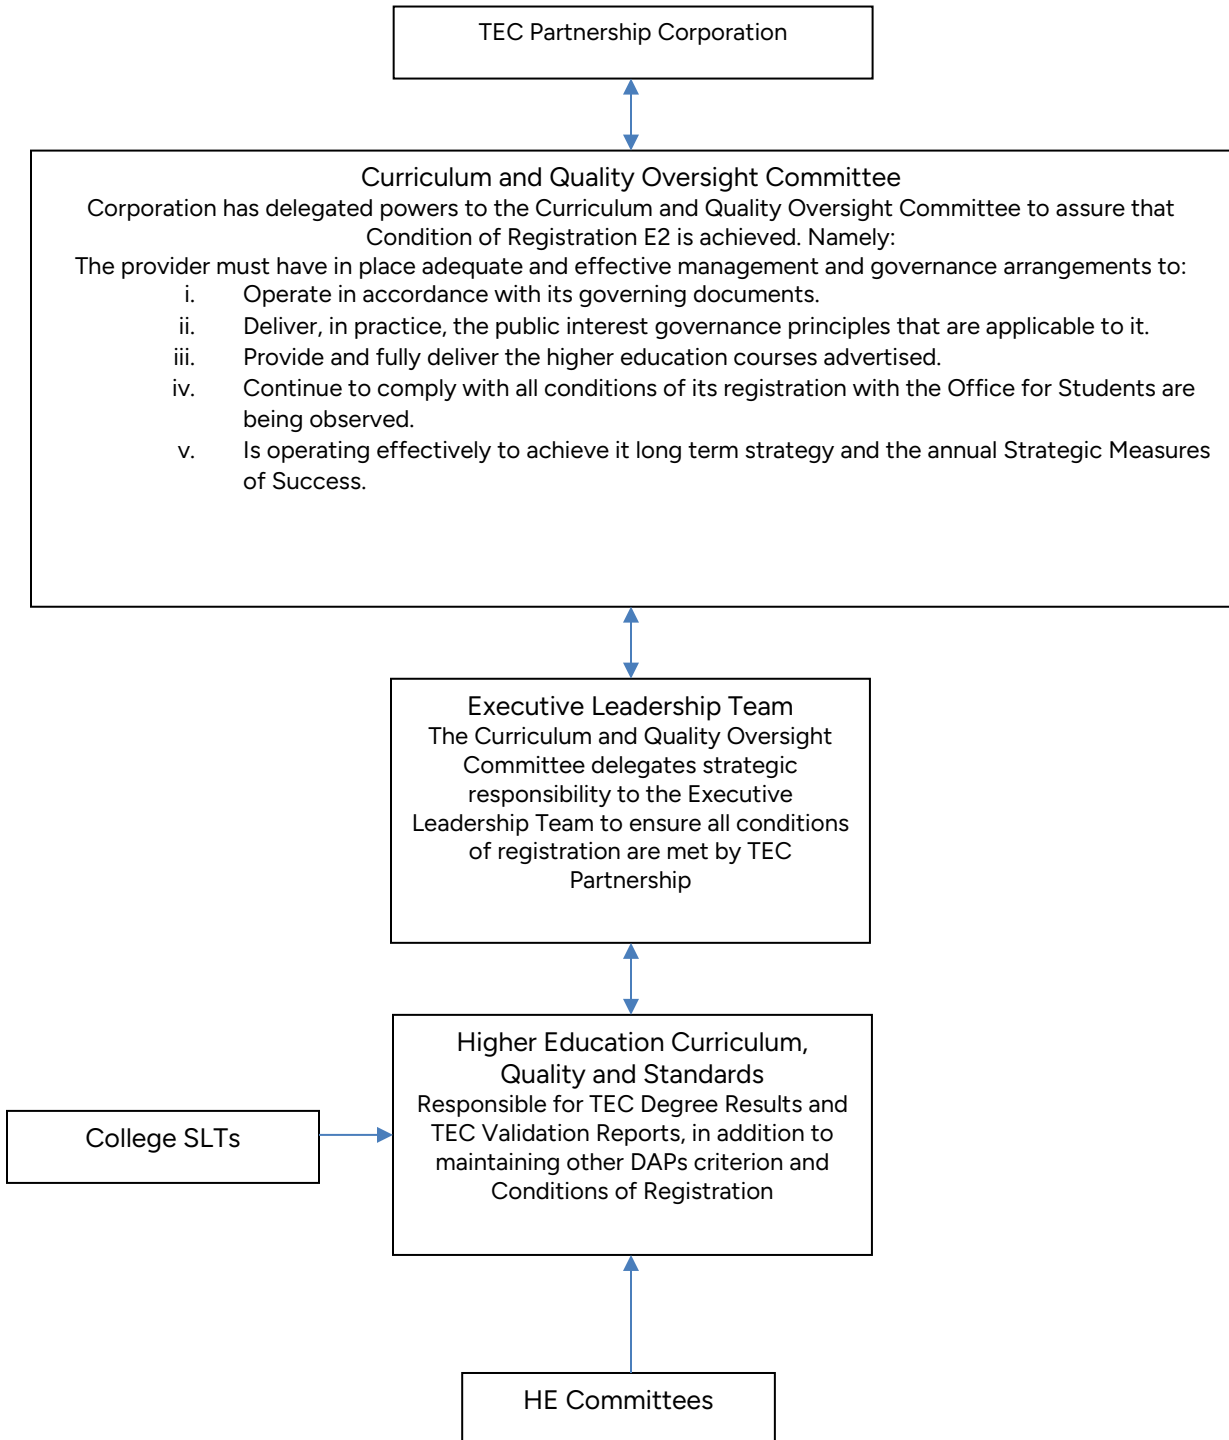 TEC Partnership Corporation
Curriculum and Quality Oversight Committee
Corporation has delegated powers to the Curriculum and Quality Oversight Committee to assure that
Condition of Registration E2 is achieved. Namely:
The provider must have in place adequate and effective management and governance arrangements to:
i. Operate in accordance with its governing documents.
ii. Deliver, in practice, the public interest governance principles that are applicable to it.
iii. Provide and fully deliver the higher education courses advertised.
iv. Continue to comply with all conditions of its registration with the Office for Students are
being observed.
v. Is operating effectively to achieve it long term strategy and the annual Strategic Measures
of Success.
Executive Leadership Team
The Curriculum and Quality Oversight
Committee delegates strategic
responsibility to the Executive
Leadership Team to ensure all conditions
of registration are met by TEC
Partnership
Higher Education Curriculum,
Quality and Standards
Responsible for TEC Degree Results and
TEC Validation Reports, in addition to
maintaining other DAPs criterion and
Conditions of Registration
College SLTs
HE Committees